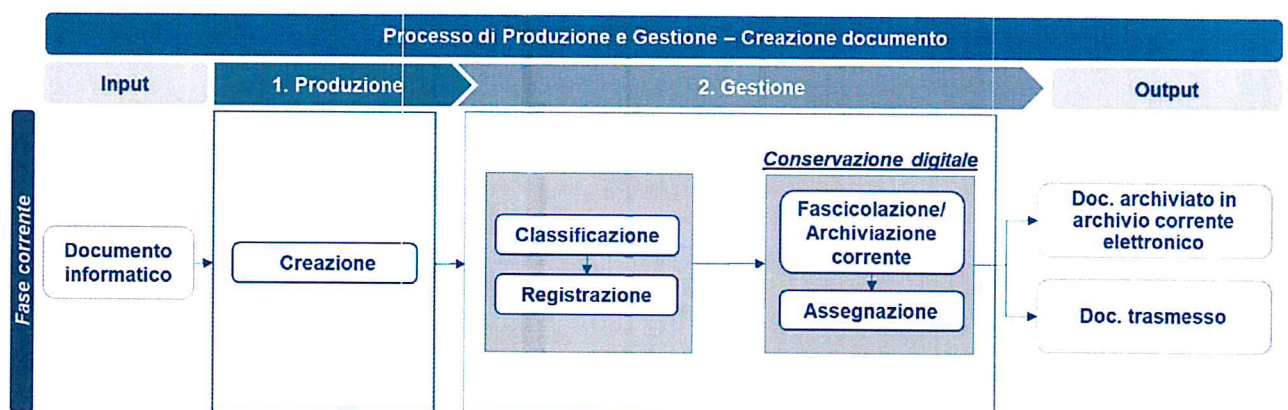 Processo di Produzione e Gestione – Creazione documento
Input
1. Produzione
2. Gestione
Output
Fase corrente
Documento
informatico
Creazione
Classificazione
Registrazione
Conservazione digitale
Fascicolazione/
Archiviazione
corrente
Assegnazione
Doc. archiviato in
archivio corrente
elettronico
Doc. trasmesso